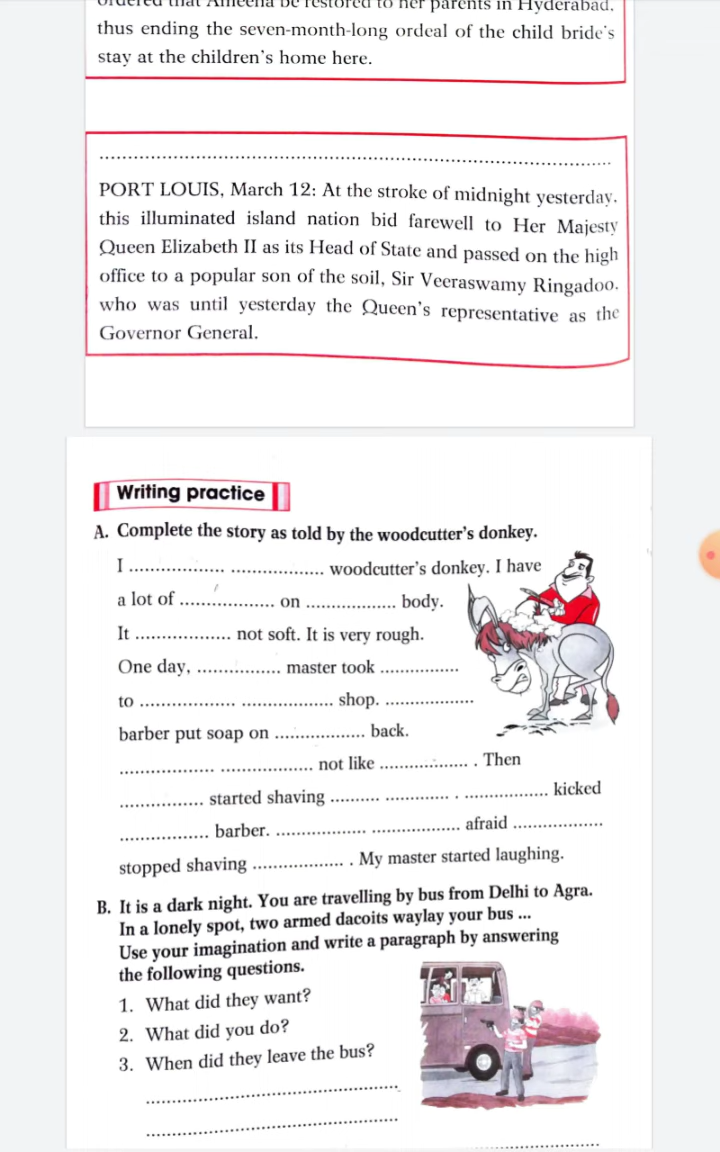 ordered that Ameena be restored to her parents in Hyderabad,
thus ending the seven-month-long ordeal of the child bride's
stay at the children's home here.
..........................................................................................
PORT LOUIS, March 12: At the stroke of midnight yesterday,
this illuminated island nation bid farewell to Her Majesty
Queen Elizabeth II as its Head of State and passed on the high
office to a popular son of the soil, Sir Veeraswamy Ringadoo,
who was until yesterday the Queen's representative as the
Governor General.
Writing practice
A. Complete the story as told by the woodcutter's donkey.
I .................. .................. woodcutter's donkey. I have
a lot of .................. on .................. body.
It .................. not soft. It is very rough.
One day, ................ master took ...............
to .................. .................. shop. .................
barber put soap on ................. back.
.................. .................. not like ................. . Then
................ started shaving ......... ............ . ................ kicked
................. barber. ................. ................. afraid .................
stopped shaving ................. . My master started laughing.
B. It is a dark night. You are travelling by bus from Delhi to Agra.
In a lonely spot, two armed dacoits waylay your bus ...
Use your imagination and write a paragraph by answering
the following questions.
1. What did they want?
2. What did you do?
3. When did they leave the bus?
..................................................
..................................................